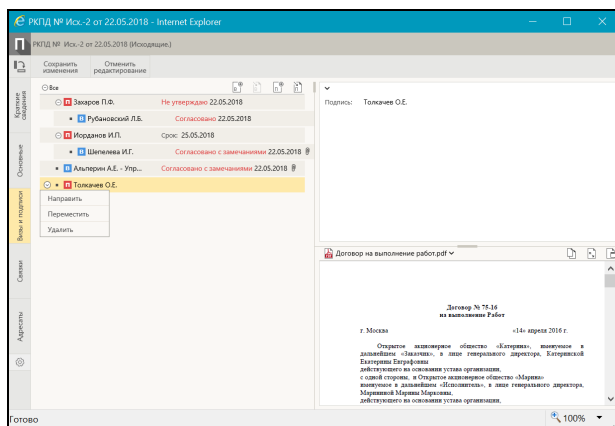 РКПД № Исх.-2 от 22.05.2018 - Internet Explorer
РКПД № Исх.-2 от 22.05.2018 (Исходящие.)
Сохранить изменения
Отменить редактирование
Краткие сведения
Основные
Визы и подписи
Связки
Адресаты
Все
Захаров П.Ф. Не утверждаю 22.05.2018
Рубановский Л.Б. Согласовано 22.05.2018
Иорданов И.П. Срок: 25.05.2018
Шепелева И.Г. Согласовано с замечаниями 22.05.2018
Альперин А.Е. - Упр... Согласовано с замечаниями 22.05.2018
Толкачев О.Е.
Направить
Переместить
Удалить
Подпись: Толкачев О.Е.
Договор на выполнение работ.pdf
Договор № 75-16
на выполнение Работ
г. Москва «14» апреля 2016 г.
Открытое акционерное общество «Катерина», именуемое в
дальнейшем «Заказчик», в лице генерального директора, Катеринской
Екатерины Евграфовны
действующего на основании устава организации,
с одной стороны, и Открытое акционерное общество «Марина»
именуемое в дальнейшем «Исполнитель», в лице генерального директора,
Марининой Марины Марковны,
действующего на основании устава организации,
Готово
100%